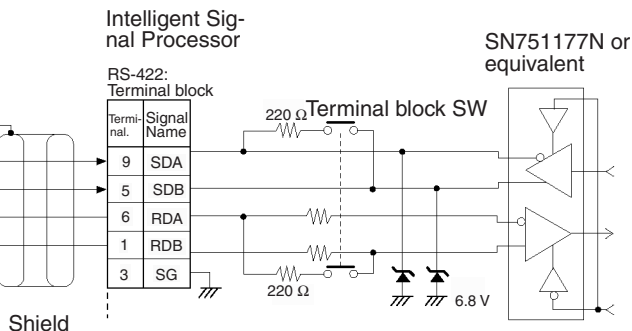 Intelligent Sig-
nal Processor
SN751177N or
equivalent
RS-422:
Terminal block
220 Ω
Terminal block SW
Termi-
nal.
Signal
Name
9 SDA
5 SDB
6 RDA
1 RDB
3 SG
220 Ω
6.8 V
Shield